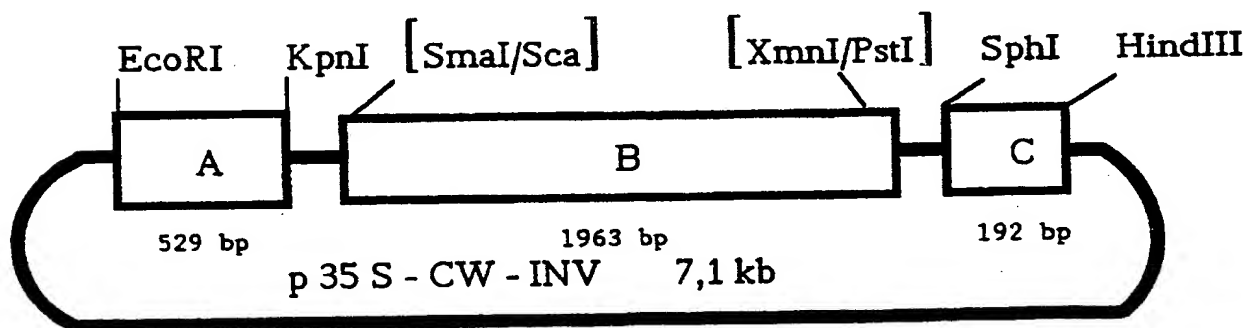 EcoRI KpnI [SmaI/Sca] [XmnI/PstI] SphI HindIII
A B C
529 bp 1963 bp 192 bp
p 35 S - CW - INV 7,1 kb